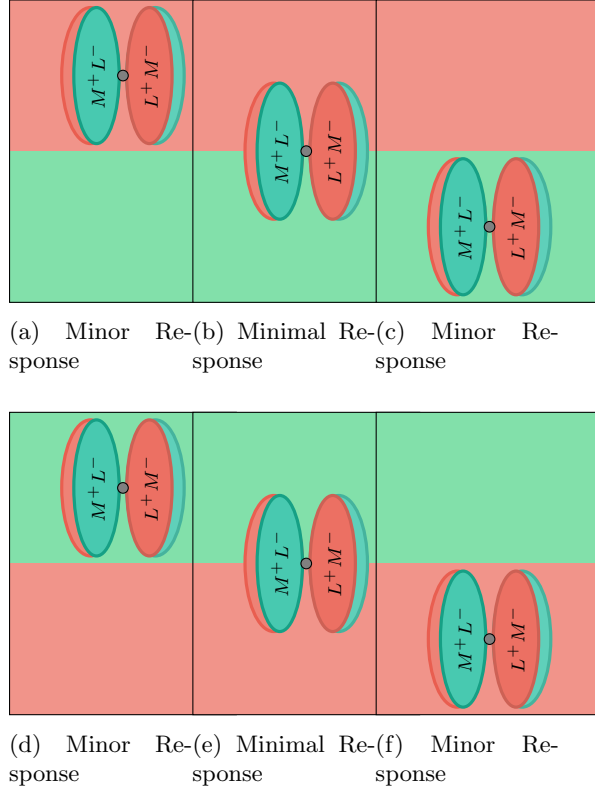 M⁺L⁻ L⁺M⁻ M⁺L⁻ L⁺M⁻ M⁺L⁻ L⁺M⁻
(a) Minor Re- (b) Minimal Re- (c) Minor Re-
sponse sponse sponse
M⁺L⁻ L⁺M⁻ M⁺L⁻ L⁺M⁻ M⁺L⁻ L⁺M⁻
(d) Minor Re- (e) Minimal Re- (f) Minor Re-
sponse sponse sponse